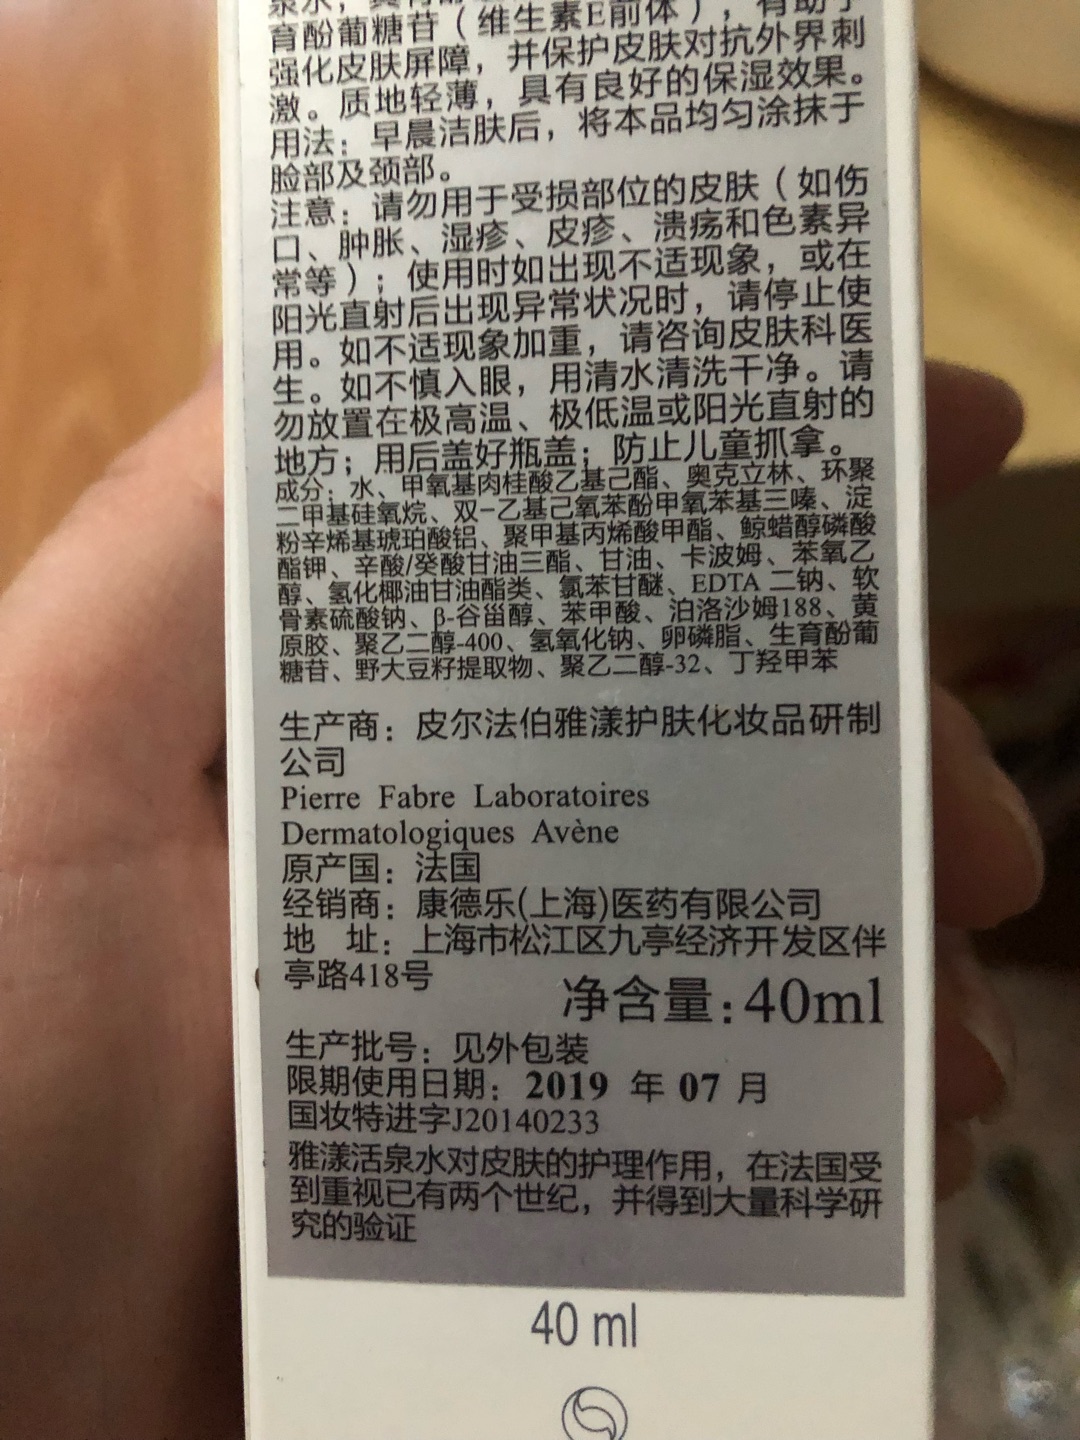 育酚葡糖苷（维生素E前体），有助于
强化皮肤屏障，并保护皮肤对抗外界刺
激。质地轻薄，具有良好的保湿效果。
用法：早晨洁肤后，将本品均匀涂抹于
脸部及颈部。
注意：请勿用于受损部位的皮肤（如伤
口、肿胀、湿疹、皮疹、溃疡和色素异
常等）；使用时如出现不适现象，或在
阳光直射后出现异常状况时，请停止使
用。如不适现象加重，请咨询皮肤科医
生。如不慎入眼，用清水清洗干净。请
勿放置在极高温、极低温或阳光直射的
地方；用后盖好瓶盖；防止儿童抓拿。
成分：水、甲氧基肉桂酸乙基己酯、奥克立林、环聚
二甲基硅氧烷、双-乙基己氧苯酚甲氧苯基三嗪、淀
粉辛烯基琥珀酸铝、聚甲基丙烯酸甲酯、鲸蜡醇磷酸
酯钾、辛酸/癸酸甘油三酯、甘油、卡波姆、苯氧乙
醇、氢化椰油甘油酯类、氯苯甘醚、EDTA 二钠、软
骨素硫酸钠、β-谷甾醇、苯甲酸、泊洛沙姆188、黄
原胶、聚乙二醇-400、氢氧化钠、卵磷脂、生育酚葡
糖苷、野大豆籽提取物、聚乙二醇-32、丁羟甲苯
生产商：皮尔法伯雅漾护肤化妆品研制
公司
Pierre Fabre Laboratoires
Dermatologiques Avène
原产国：法国
经销商：康德乐(上海)医药有限公司
地 址：上海市松江区九亭经济开发区伴
亭路418号
净含量：40ml
生产批号：见外包装
限期使用日期：2019 年 07 月
国妆特进字J20140233
雅漾活泉水对皮肤的护理作用，在法国受
到重视已有两个世纪，并得到大量科学研
究的验证
40 ml